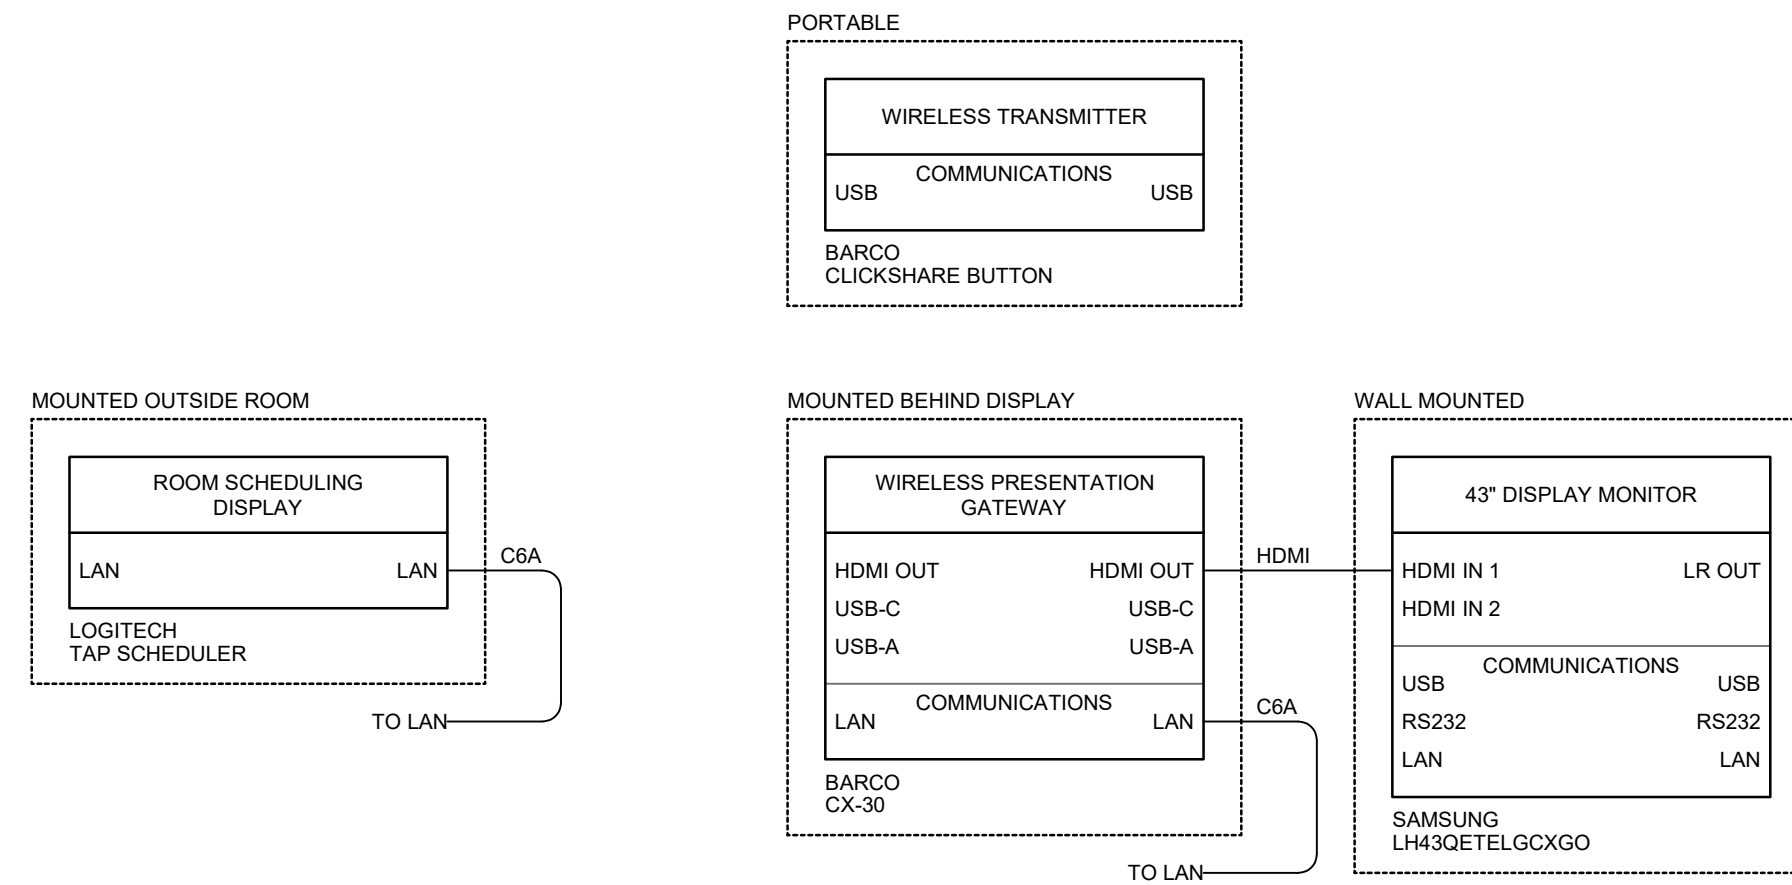 PORTABLE
WIRELESS TRANSMITTER
COMMUNICATIONS
USB USB
BARCO
CLICKSHARE BUTTON
MOUNTED OUTSIDE ROOM
ROOM SCHEDULING
DISPLAY
LAN LAN
C6A
LOGITECH
TAP SCHEDULER
TO LAN
MOUNTED BEHIND DISPLAY
WIRELESS PRESENTATION
GATEWAY
HDMI OUT HDMI OUT
HDMI
USB-C USB-C
USB-A USB-A
COMMUNICATIONS
LAN LAN
C6A
BARCO
CX-30
TO LAN
WALL MOUNTED
43" DISPLAY MONITOR
HDMI IN 1 LR OUT
HDMI IN 2
COMMUNICATIONS
USB USB
RS232 RS232
LAN LAN
SAMSUNG
LH43QETELGCXGO